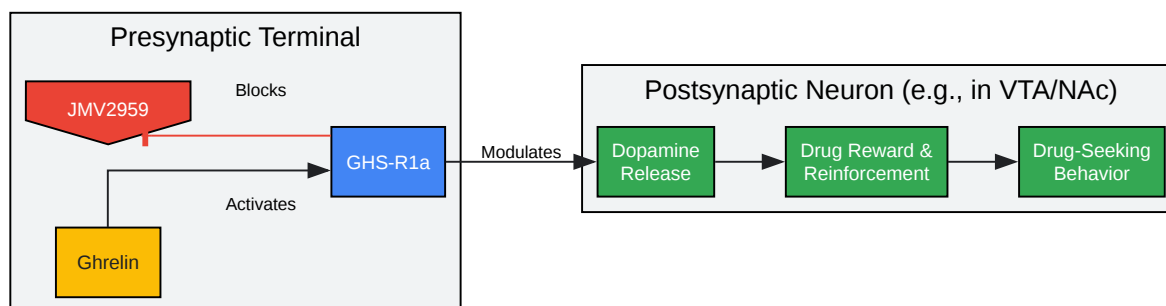 Presynaptic Terminal
JMV2959
Blocks
GHS-R1a
Activates
Ghrelin
Modulates
Postsynaptic Neuron (e.g., in VTA/NAc)
Dopamine
Release
Drug Reward &
Reinforcement
Drug-Seeking
Behavior